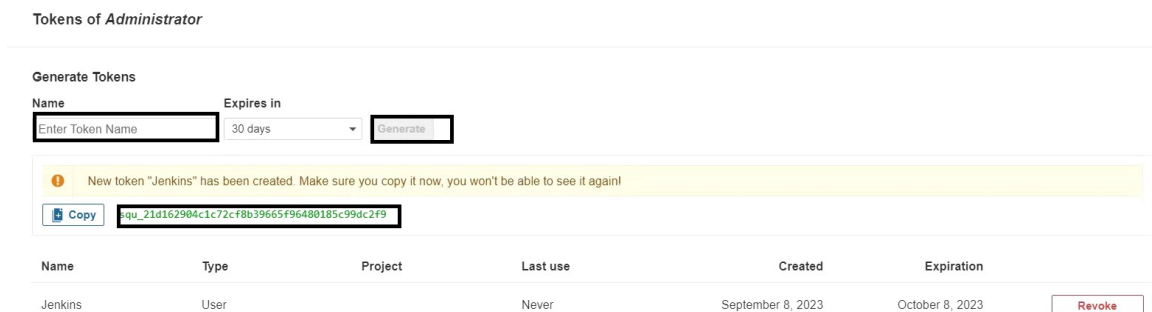 Tokens of Administrator
Generate Tokens
Name Expires in
Enter Token Name 30 days Generate
New token "Jenkins" has been created. Make sure you copy it now, you won't be able to see it again!
Copy squ_21d162904c1c72cf8b39665f96480185c99dc2f9
Name Type Project Last use Created Expiration
Jenkins User Never September 8, 2023 October 8, 2023 Revoke